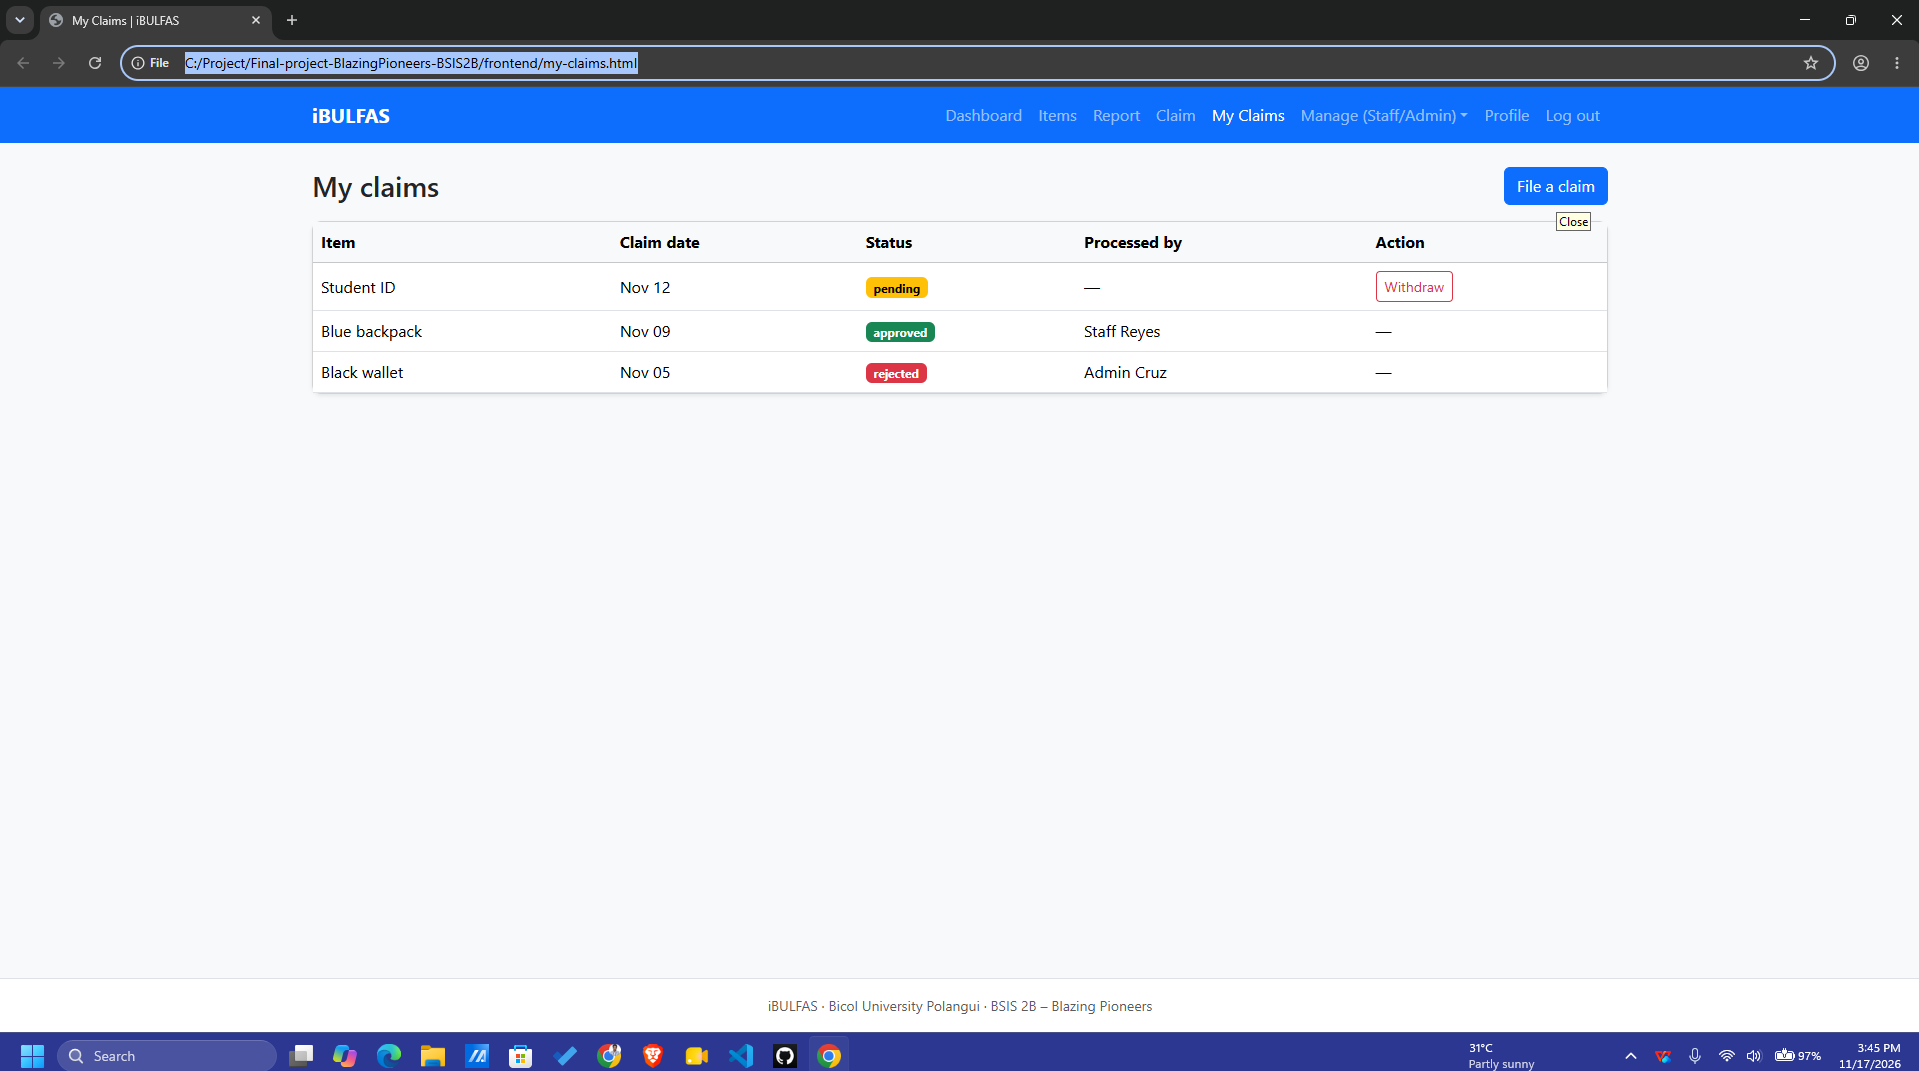 My Claims | iBULFAS
File C:/Project/Final-project-BlazingPioneers-BSIS2B/frontend/my-claims.html
iBULFAS Dashboard Items Report Claim My Claims Manage (Staff/Admin) Profile Log out
My claims File a claim
Close
Item Claim date Status Processed by Action
Student ID Nov 12 pending — Withdraw
Blue backpack Nov 09 approved Staff Reyes —
Black wallet Nov 05 rejected Admin Cruz —
iBULFAS · Bicol University Polangui · BSIS 2B – Blazing Pioneers
Search 31°C 97% 3:45 PM
Partly sunny 11/17/2026